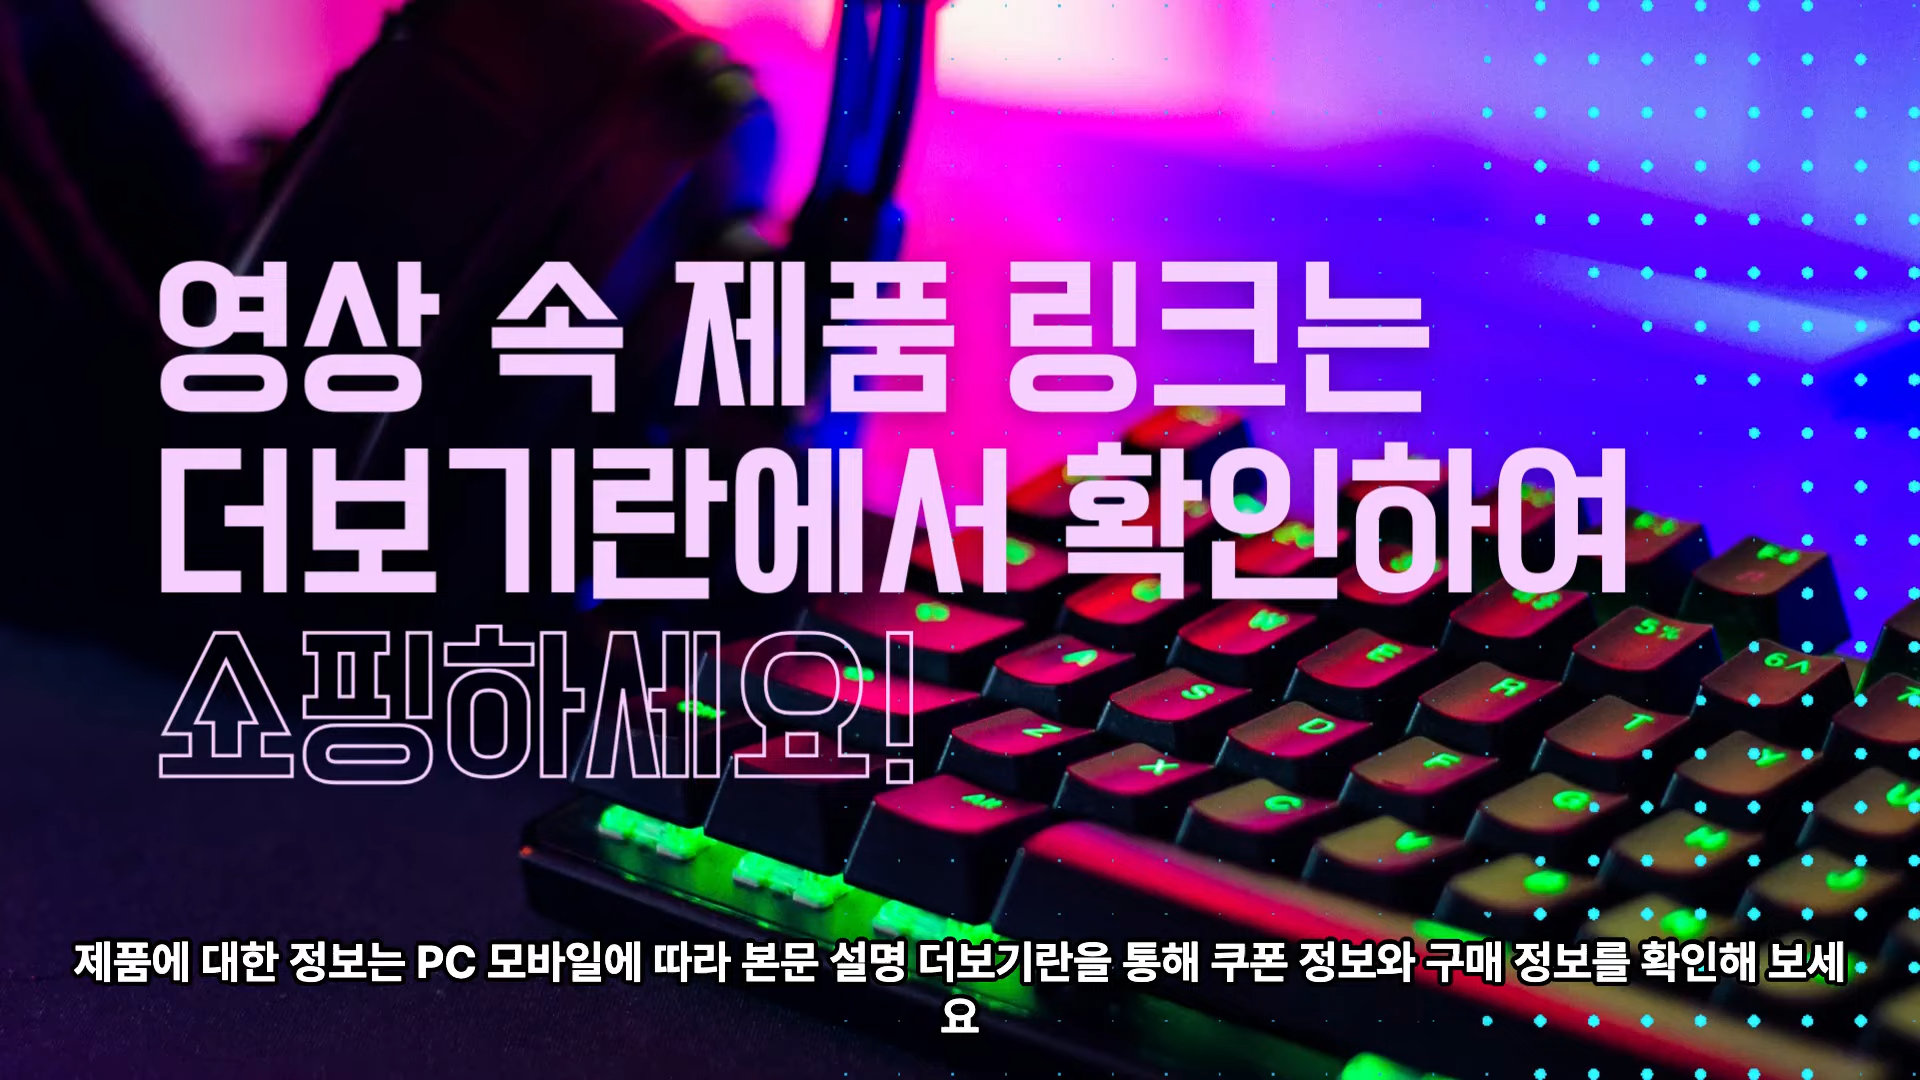 영상 속 제품 링크는
더보기란에서 확인하여
쇼핑하세요!
5%
6^
W
E
R
T
Y
A
S
D
F
G
H
Z
X
C
V
Alt
제품에 대한 정보는 PC 모바일에 따라 본문 설명 더보기란을 통해 쿠폰 정보와 구매 정보를 확인해 보세
요